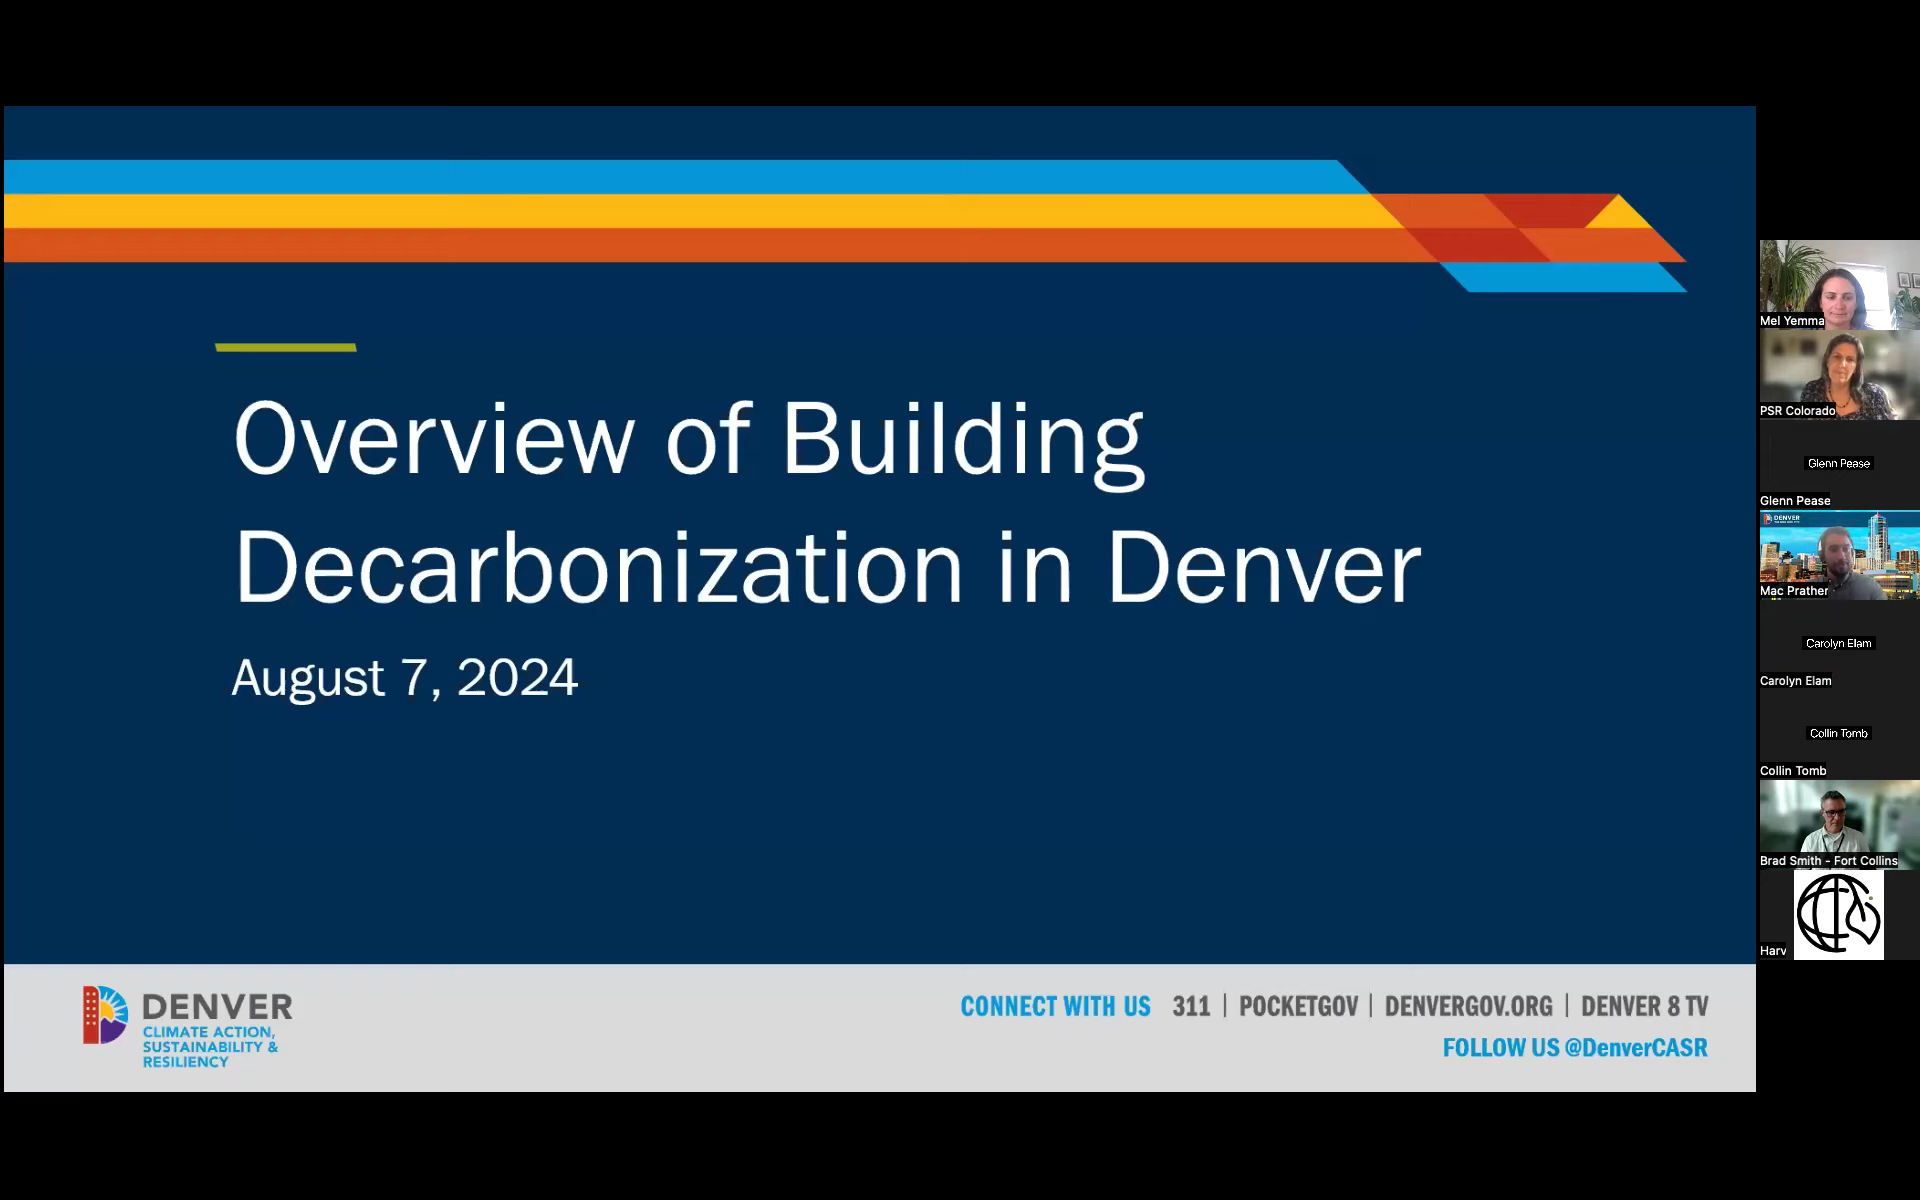 Overview of Building
Decarbonization in Denver
August 7, 2024
DENVER
CLIMATE ACTION,
SUSTAINABILITY &
RESILIENCY
CONNECT WITH US 311 | POCKETGOV | DENVERGOV.ORG | DENVER 8 TV
FOLLOW US @DenverCASR
Mel Yemma
PSR Colorado
Glenn Pease
Glenn Pease
DENVER
Mac Prather
Carolyn Elam
Carolyn Elam
Collin Tomb
Collin Tomb
Brad Smith - Fort Collins
Harv